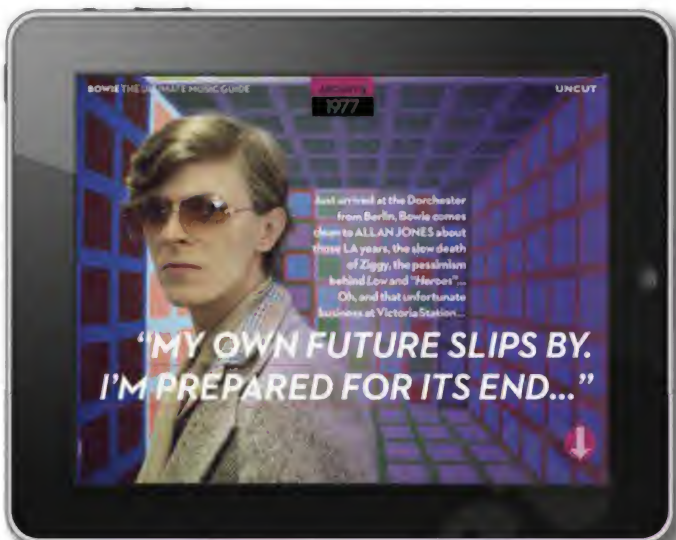 BOWIE THE ULTIMATE MUSIC GUIDE
UNCUT
1977
Just arrived at the Dorchester
from Berlin, Bowie comes
clean to ALLAN JONES about
those LA years, the slow death
of Ziggy, the pessimism
behind Low and "Heroes"...
Oh, and that unfortunate
business at Victoria Station...
"MY OWN FUTURE SLIPS BY.
I'M PREPARED FOR ITS END..."